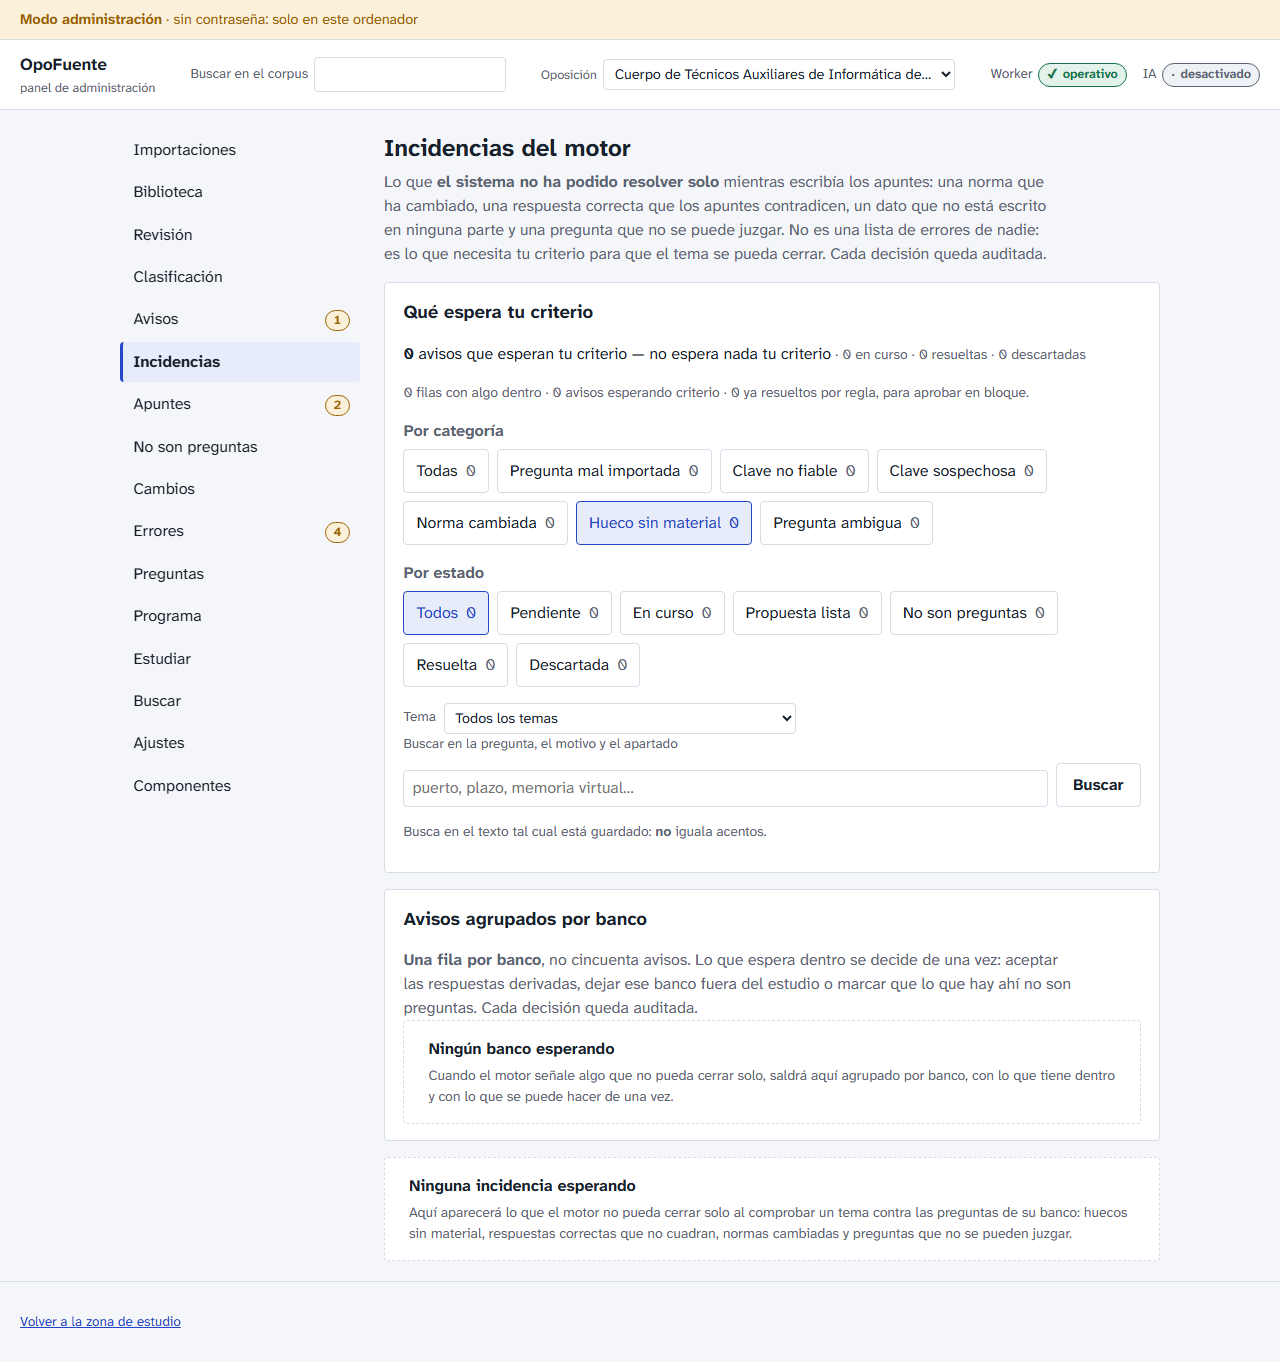 Modo administración · sin contraseña: solo en este ordenador
OpoFuente
panel de administración
Buscar en el corpus
Oposición
Cuerpo de Técnicos Auxiliares de Informática de...
Worker
✓ operativo
IA
· desactivado
Importaciones
Biblioteca
Revisión
Clasificación
Avisos 1
Incidencias
Apuntes 2
No son preguntas
Cambios
Errores 4
Preguntas
Programa
Estudiar
Buscar
Ajustes
Componentes
Incidencias del motor
Lo que el sistema no ha podido resolver solo mientras escribía los apuntes: una norma que
ha cambiado, una respuesta correcta que los apuntes contradicen, un dato que no está escrito
en ninguna parte y una pregunta que no se puede juzgar. No es una lista de errores de nadie:
es lo que necesita tu criterio para que el tema se pueda cerrar. Cada decisión queda auditada.
Qué espera tu criterio
0 avisos que esperan tu criterio — no espera nada tu criterio · 0 en curso · 0 resueltas · 0 descartadas
0 filas con algo dentro · 0 avisos esperando criterio · 0 ya resueltos por regla, para aprobar en bloque.
Por categoría
Todas 0 Pregunta mal importada 0 Clave no fiable 0 Clave sospechosa 0
Norma cambiada 0 Hueco sin material 0 Pregunta ambigua 0
Por estado
Todos 0 Pendiente 0 En curso 0 Propuesta lista 0 No son preguntas 0
Resuelta 0 Descartada 0
Tema Todos los temas
Buscar en la pregunta, el motivo y el apartado
puerto, plazo, memoria virtual... Buscar
Busca en el texto tal cual está guardado: no iguala acentos.
Avisos agrupados por banco
Una fila por banco, no cincuenta avisos. Lo que espera dentro se decide de una vez: aceptar
las respuestas derivadas, dejar ese banco fuera del estudio o marcar que lo que hay ahí no son
preguntas. Cada decisión queda auditada.
Ningún banco esperando
Cuando el motor señale algo que no pueda cerrar solo, saldrá aquí agrupado por banco, con lo que tiene dentro
y con lo que se puede hacer de una vez.
Ninguna incidencia esperando
Aquí aparecerá lo que el motor no pueda cerrar solo al comprobar un tema contra las preguntas de su banco: huecos
sin material, respuestas correctas que no cuadran, normas cambiadas y preguntas que no se pueden juzgar.
Volver a la zona de estudio